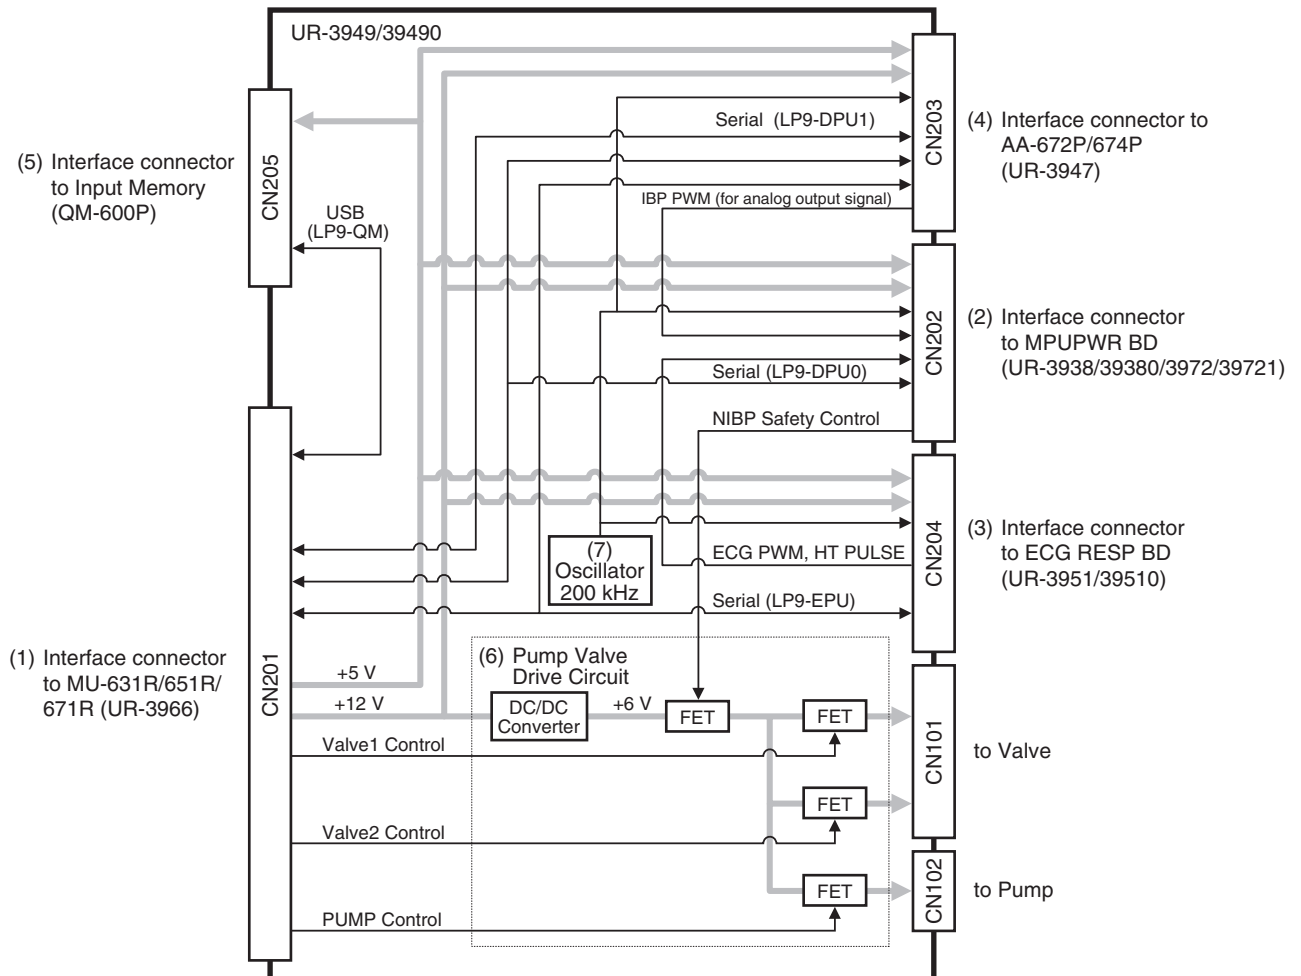 UR-3949/39490
CN205
(5) Interface connector
to Input Memory
(QM-600P)
USB
(LP9-QM)
Serial (LP9-DPU1)
IBP PWM (for analog output signal)
CN203
(4) Interface connector to
AA-672P/674P
(UR-3947)
CN202
(2) Interface connector
to MPUPWR BD
(UR-3938/39380/3972/39721)
Serial (LP9-DPU0)
NIBP Safety Control
CN204
(3) Interface connector
to ECG RESP BD
(UR-3951/39510)
(7)
Oscillator
200 kHz
ECG PWM, HT PULSE
Serial (LP9-EPU)
CN201
(1) Interface connector
to MU-631R/651R/
671R (UR-3966)
+5 V
+12 V
(6) Pump Valve
Drive Circuit
DC/DC
Converter
+6 V
FET
FET
Valve1 Control
CN101
to Valve
FET
Valve2 Control
FET
CN102
to Pump
PUMP Control